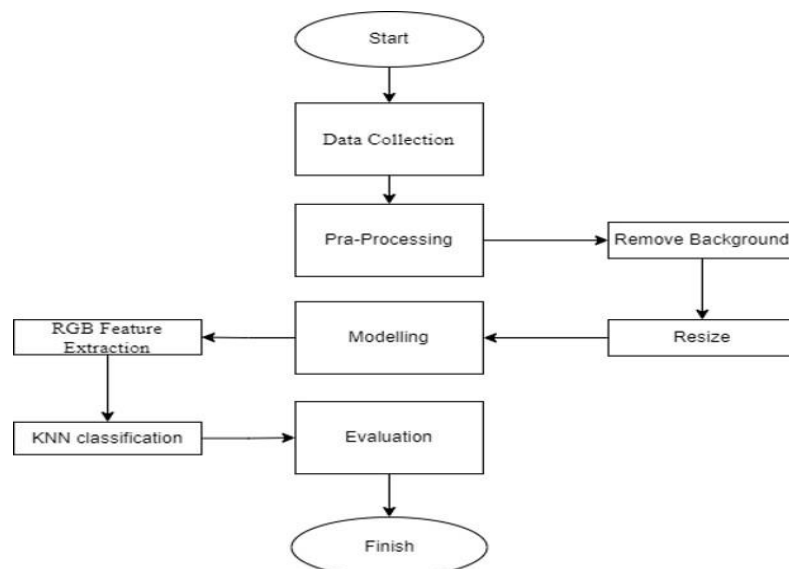 Start
Data Collection
Pra-Processing
Remove Background
RGB Feature
Extraction
Modelling
Resize
KNN classification
Evaluation
Finish